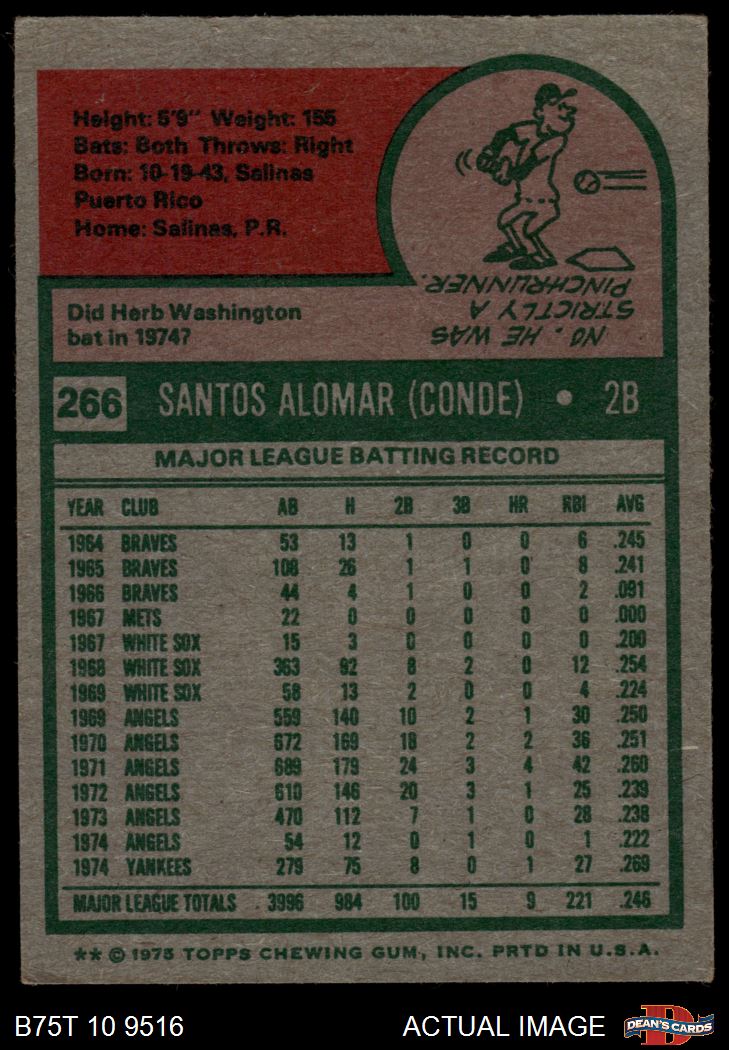 Height: 5'9" Weight: 155
Bats: Both Throws: Right
Born: 10-19-43, Salinas
Puerto Rico
Home: Salinas, P.R.
Did Herb Washington
bat in 1974?
NO. HE WAS
STRICTLY A
PINCHRUNNER.
266 SANTOS ALOMAR (CONDE) • 2B
MAJOR LEAGUE BATTING RECORD
YEAR CLUB AB H 2B 3B HR RBI AVG
1964 BRAVES 53 13 1 0 0 6 .245
1965 BRAVES 108 26 1 1 0 8 .241
1966 BRAVES 44 4 1 0 0 2 .091
1967 METS 22 0 0 0 0 0 .000
1967 WHITE SOX 15 3 0 0 0 0 .200
1968 WHITE SOX 363 92 8 2 0 12 .254
1969 WHITE SOX 58 13 2 0 0 4 .224
1969 ANGELS 559 140 10 2 1 30 .250
1970 ANGELS 672 169 18 2 2 36 .251
1971 ANGELS 689 179 24 3 4 42 .260
1972 ANGELS 610 146 20 3 1 25 .239
1973 ANGELS 470 112 7 1 0 28 .238
1974 ANGELS 54 12 0 1 0 1 .222
1974 YANKEES 279 75 8 0 1 27 .269
MAJOR LEAGUE TOTALS 3996 984 100 15 9 221 .246
** © 1975 TOPPS CHEWING GUM, INC. PRTD IN U.S.A.
B75T 10 9516 ACTUAL IMAGE DEAN'S CARDS